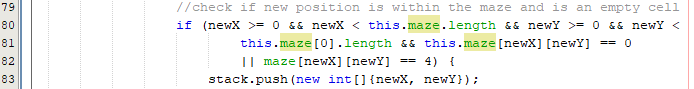 79 //check if new position is within the maze and is an empty cell
80 if (newX >= 0 && newX < this.maze.length && newY >= 0 && newY <
81 this.maze[0].length && this.maze[newX][newY] == 0
82 || maze[newX][newY] == 4) {
83 stack.push(new int[]{newX, newY});